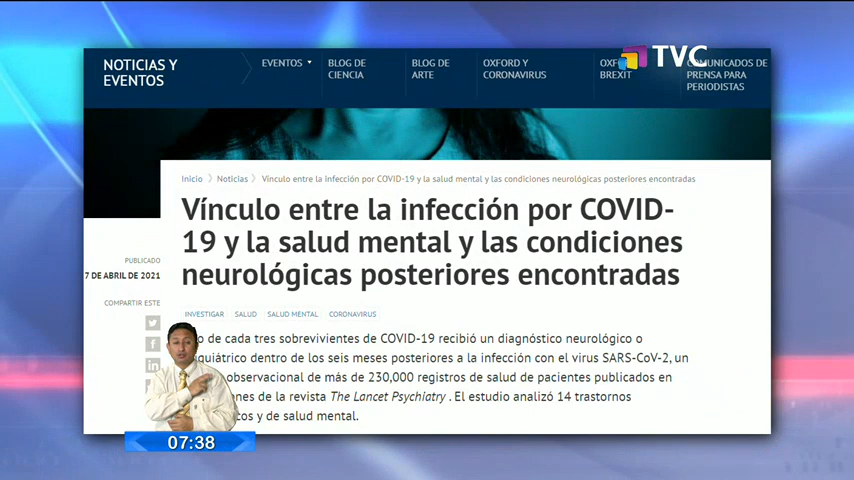 NOTICIAS Y
EVENTOS
EVENTOS
BLOG DE
CIENCIA
BLOG DE
ARTE
OXFORD Y
CORONAVIRUS
BREXIT
COMUNICADOS DE
PRENSA PARA
PERIODISTAS
TVC
Inicio Noticias Vínculo entre la infección por COVID-19 y la salud mental y las condiciones neurológicas posteriores encontradas
Vínculo entre la infección por COVID-
19 y la salud mental y las condiciones
neurológicas posteriores encontradas
PUBLICADO
7 DE ABRIL DE 2021
COMPARTIR ESTE
INVESTIGAR SALUD SALUD MENTAL CORONAVIRUS
de cada tres sobrevivientes de COVID-19 recibió un diagnóstico neurológico o
dentro de los seis meses posteriores a la infección con el virus SARS-CoV-2, un
observacional de más de 230,000 registros de salud de pacientes publicados en
de la revista The Lancet Psychiatry . El estudio analizó 14 trastornos
y de salud mental.
07:38